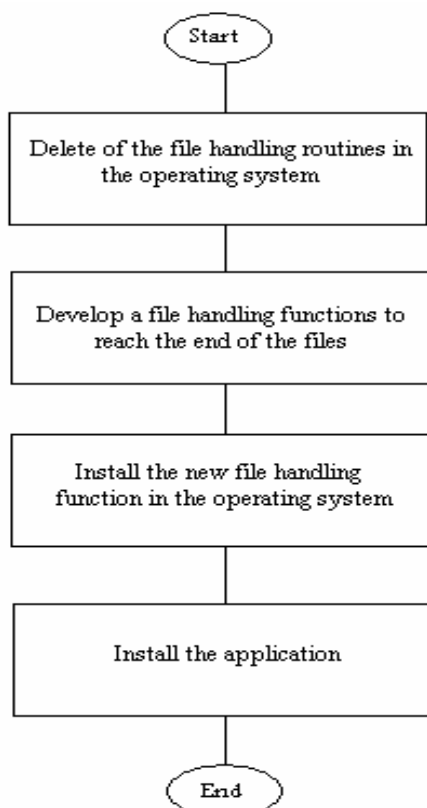 Start
Delete of the file handling routines in
the operating system
Develop a file handling functions to
reach the end of the files
Install the new file handling
function in the operating system
Install the application
End